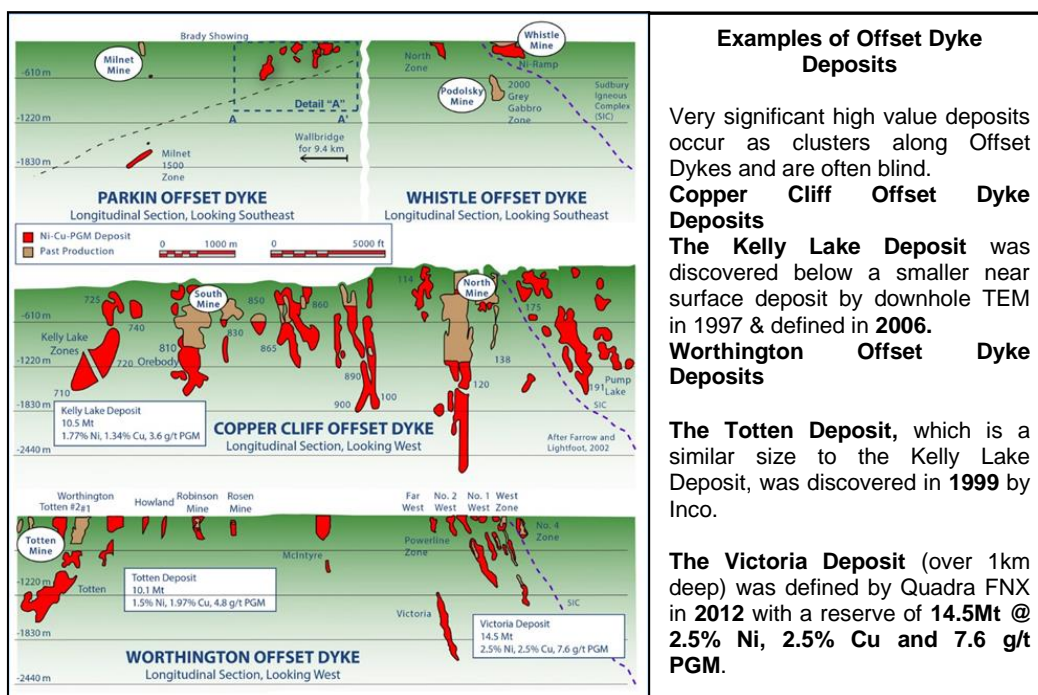 Brady Showing
Milnet
Mine
-610 m
-1220 m
-1830 m
Detail "A"
A
A'
Milnet
1500
Zone
Wallbridge
for 9.4 km
North
Zone
Whistle
Mine
Ni-Ramp
Podolsky
Mine
2000
Grey
Gabbro
Zone
Sudbury
Igneous
Complex
(SIC)
PARKIN OFFSET DYKE
Longitudinal Section, Looking Southeast
WHISTLE OFFSET DYKE
Longitudinal Section, Looking Southeast
Ni-Cu-PGM Deposit
Past Production
0 1000 m
0 5000 ft
725
740
South
Mine
850
860
830
865
810
Orebody
114
North
Mine
175
-610 m
Kelly Lake
Zones
-1220 m
720
710
890
900
100
138
120
191
Pump
Lake
SIC
-1830 m
-2440 m
Kelly Lake Deposit
10.5 Mt
1.77% Ni, 1.34% Cu, 3.6 g/t PGM
COPPER CLIFF OFFSET DYKE
Longitudinal Section, Looking West
After Farrow and
Lightfoot, 2002
Worthington
Totten #2 #1
Howland
Robinson
Mine
Rosen
Mine
Far
West
No. 2
West
No. 1
West
West
Zone
No. 4
Zone
Totten
Mine
Powerline
Zone
McIntyre
-1220 m
Totten
Totten Deposit
10.1 Mt
1.5% Ni, 1.97% Cu, 4.8 g/t PGM
Victoria
SIC
-1830 m
Victoria Deposit
14.5 Mt
2.5% Ni, 2.5% Cu, 7.6 g/t PGM
WORTHINGTON OFFSET DYKE
Longitudinal Section, Looking West
-2440 m
Examples of Offset Dyke
Deposits
Very significant high value deposits
occur as clusters along Offset
Dykes and are often blind.
Copper Cliff Offset Dyke
Deposits
The Kelly Lake Deposit was
discovered below a smaller near
surface deposit by downhole TEM
in 1997 & defined in 2006.
Worthington Offset Dyke
Deposits
The Totten Deposit, which is a
similar size to the Kelly Lake
Deposit, was discovered in 1999 by
Inco.
The Victoria Deposit (over 1km
deep) was defined by Quadra FNX
in 2012 with a reserve of 14.5Mt @
2.5% Ni, 2.5% Cu and 7.6 g/t
PGM.